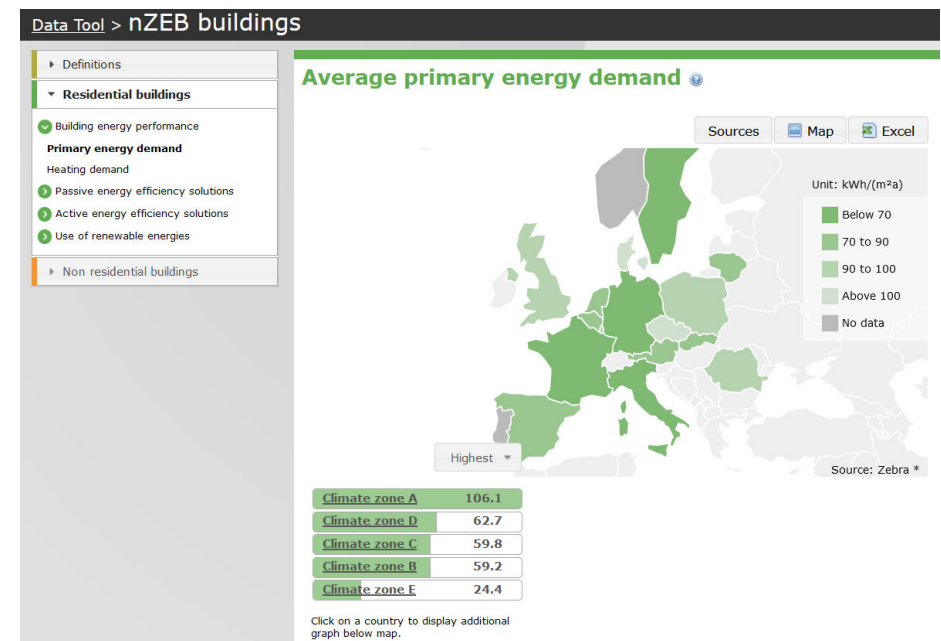 Data Tool > nZEB buildings
Definitions
Residential buildings
Building energy performance
Primary energy demand
Heating demand
Passive energy efficiency solutions
Active energy efficiency solutions
Use of renewable energies
Non residential buildings
Average primary energy demand
Sources Map Excel
Unit: kWh/(m²a)
Below 70
70 to 90
90 to 100
Above 100
No data
Highest
Source: Zebra *
Climate zone A 106.1
Climate zone D 62.7
Climate zone C 59.8
Climate zone B 59.2
Climate zone E 24.4
Click on a country to display additional
graph below map.